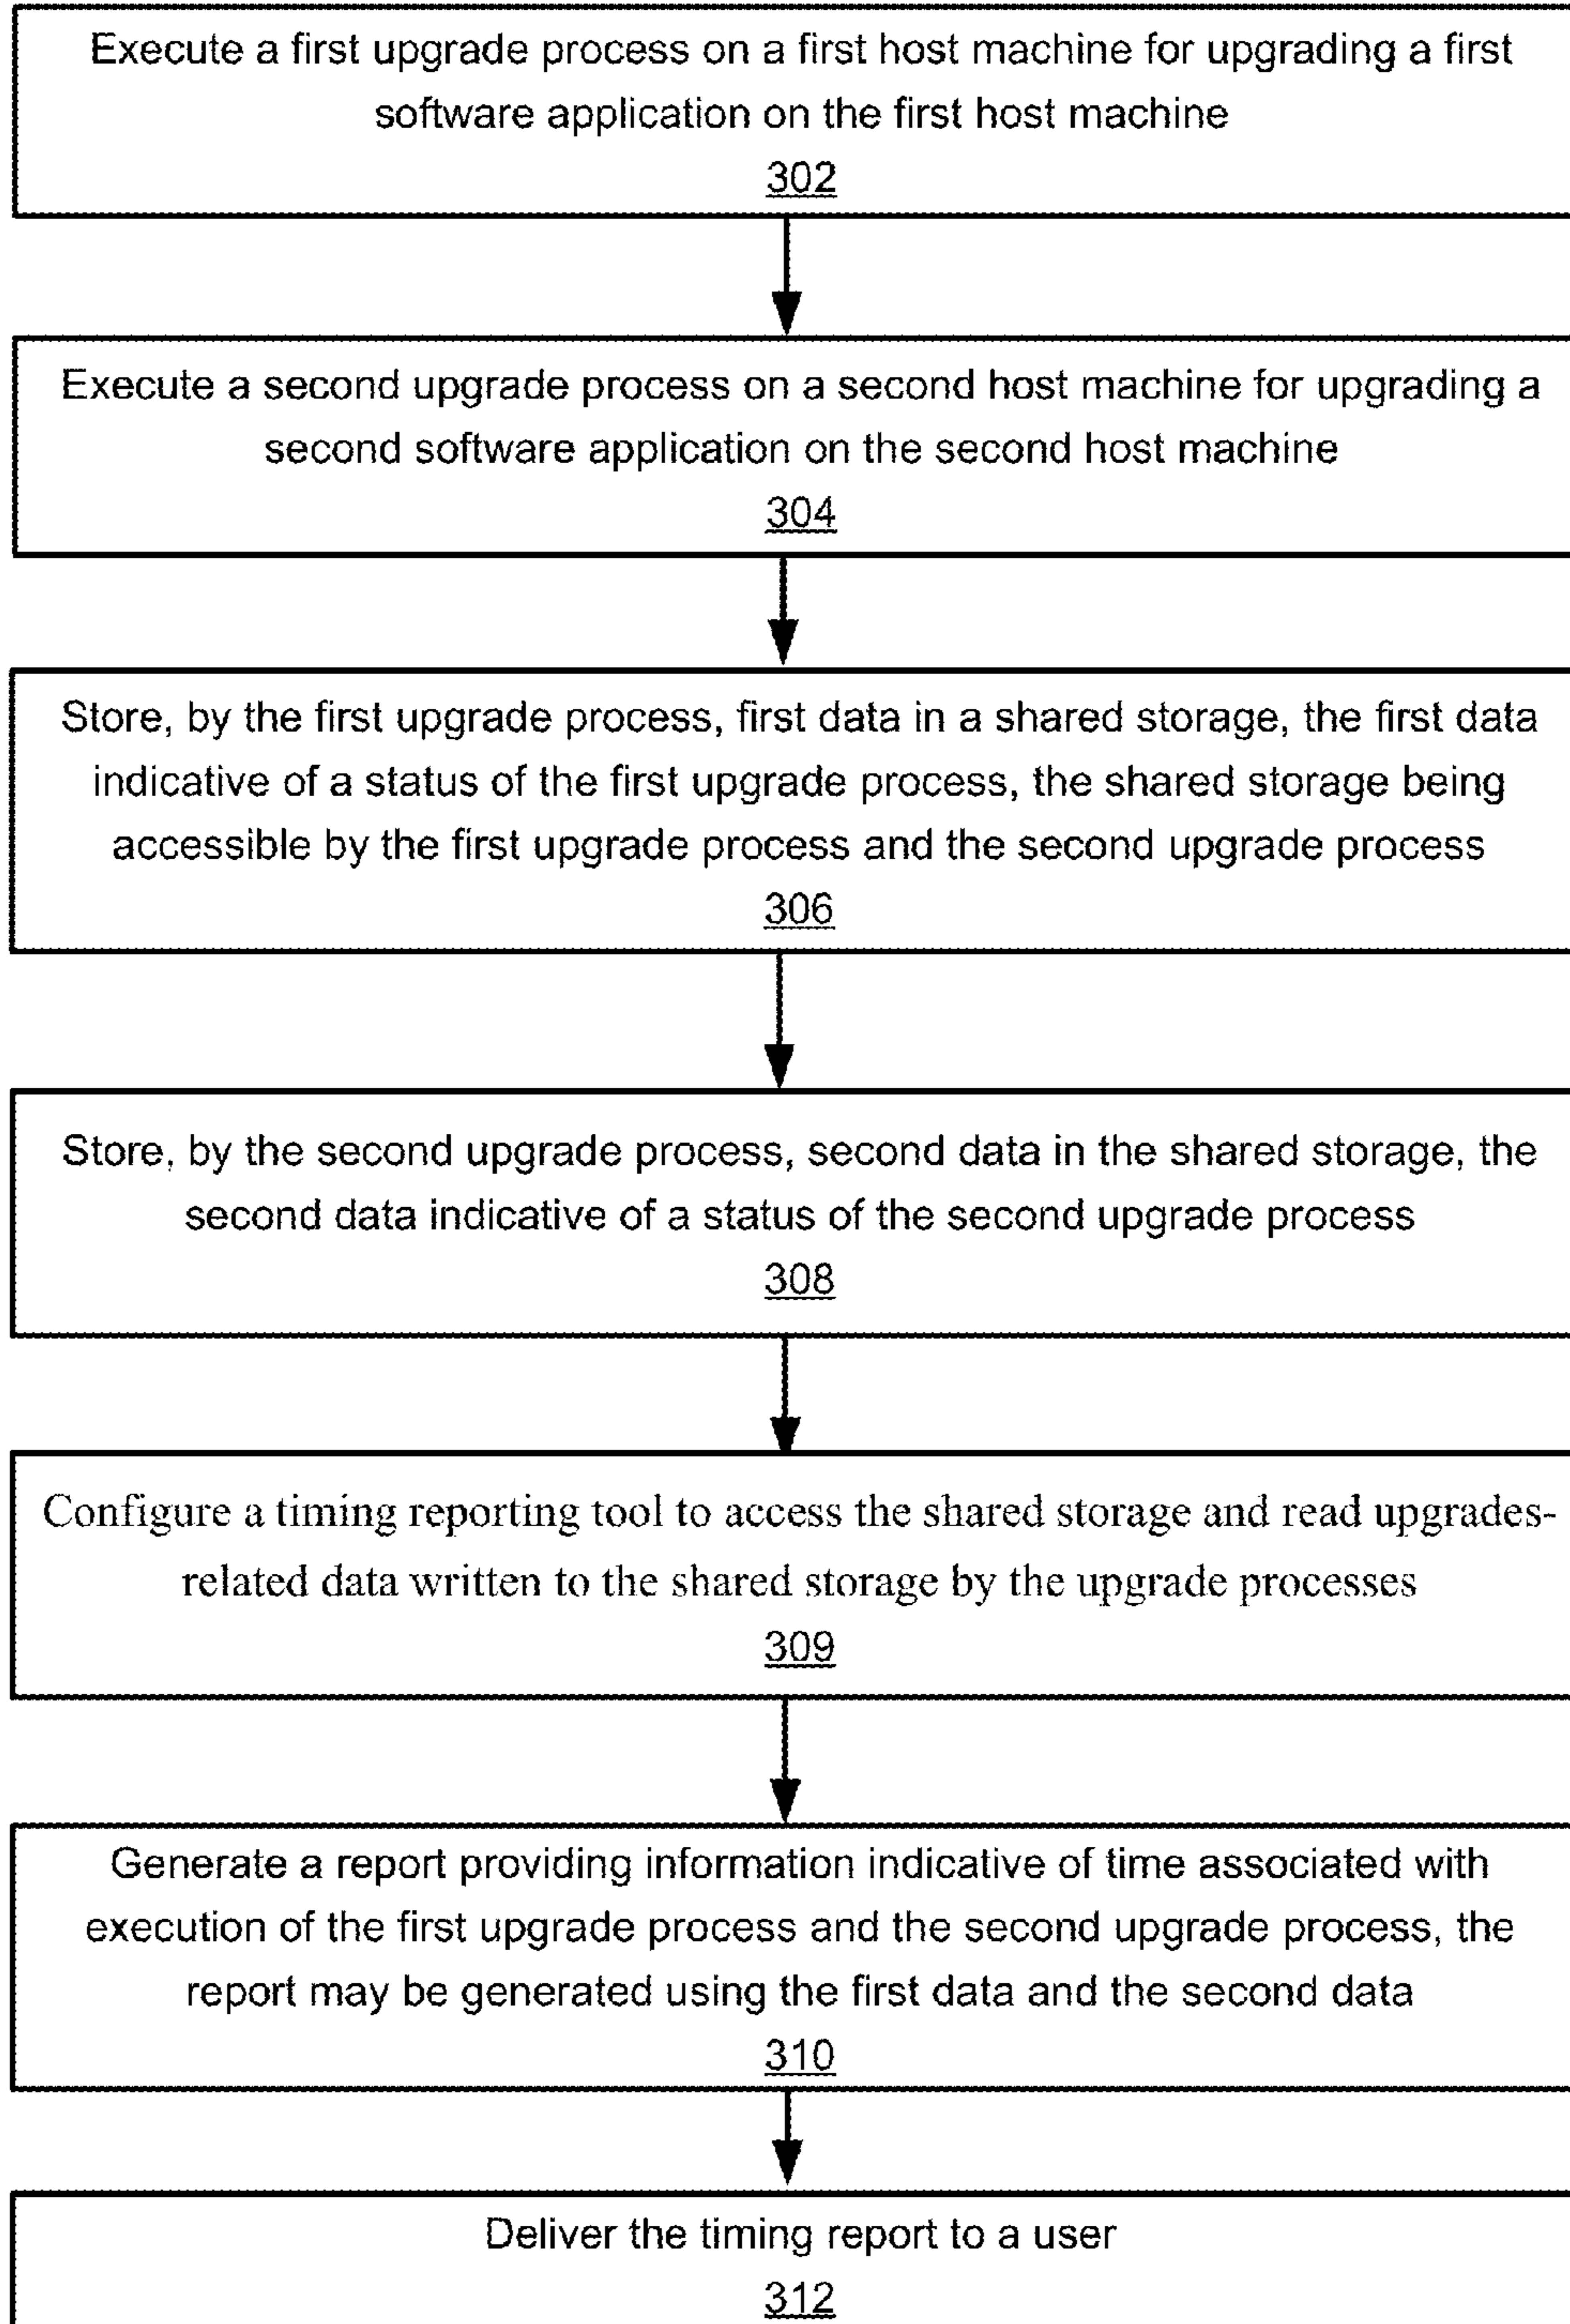 Execute a first upgrade process on a first host machine for upgrading a first
software application on the first host machine
302
Execute a second upgrade process on a second host machine for upgrading a
second software application on the second host machine
304
Store, by the first upgrade process, first data in a shared storage, the first data
indicative of a status of the first upgrade process, the shared storage being
accessible by the first upgrade process and the second upgrade process
306
Store, by the second upgrade process, second data in the shared storage, the
second data indicative of a status of the second upgrade process
308
Configure a timing reporting tool to access the shared storage and read upgrades-
related data written to the shared storage by the upgrade processes
309
Generate a report providing information indicative of time associated with
execution of the first upgrade process and the second upgrade process, the
report may be generated using the first data and the second data
310
Deliver the timing report to a user
312